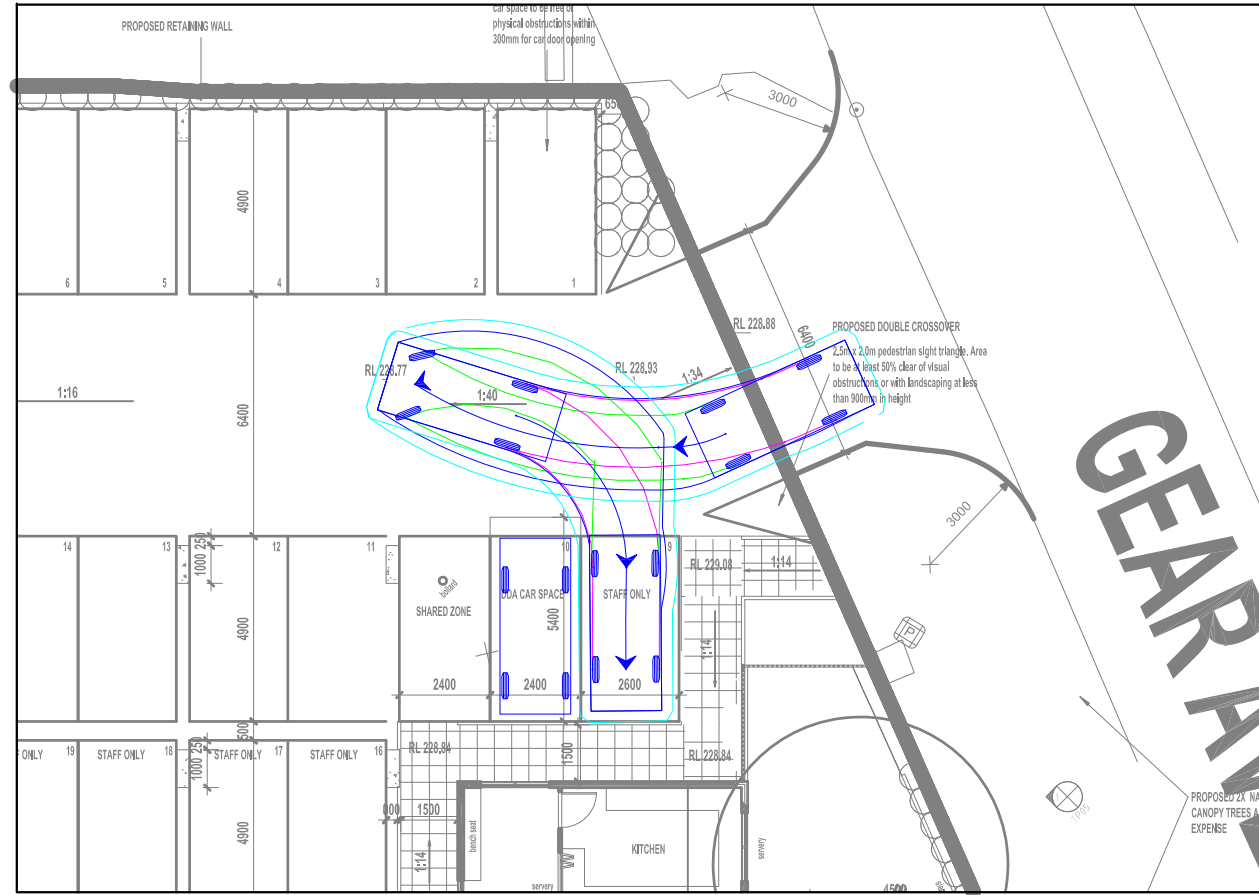 car space to be free of
physical obstructions within
300mm for car door opening
PROPOSED RETAINING WALL
3000
4900
6 5 4 3 2 1
RL 228.88
PROPOSED DOUBLE CROSSOVER
6400
2.5m x 2.0m pedestrian sight triangle. Area
to be at least 50% clear of visual
obstructions or with landscaping at less
than 900mm in height
RL 228.77
RL 228.93
1:34
1:16
1:40
6400
GEAR AVE
3000
14 13 12 11 10 9
1000 250
RL 229.08
1:14
bollard
SHARED ZONE
DDA CAR SPACE
STAFF ONLY
5400
4900
P
1:14
2400 2400 2600
500
RL 228.84
RL 228.84
19 18 17 16
STAFF ONLY STAFF ONLY STAFF ONLY
1500
1000 250
1500
TP05
PROPOSED 2X
CANOPY TREES
EXPENSE
4900
bench seat
KITCHEN
servery
1:14
servery
4500